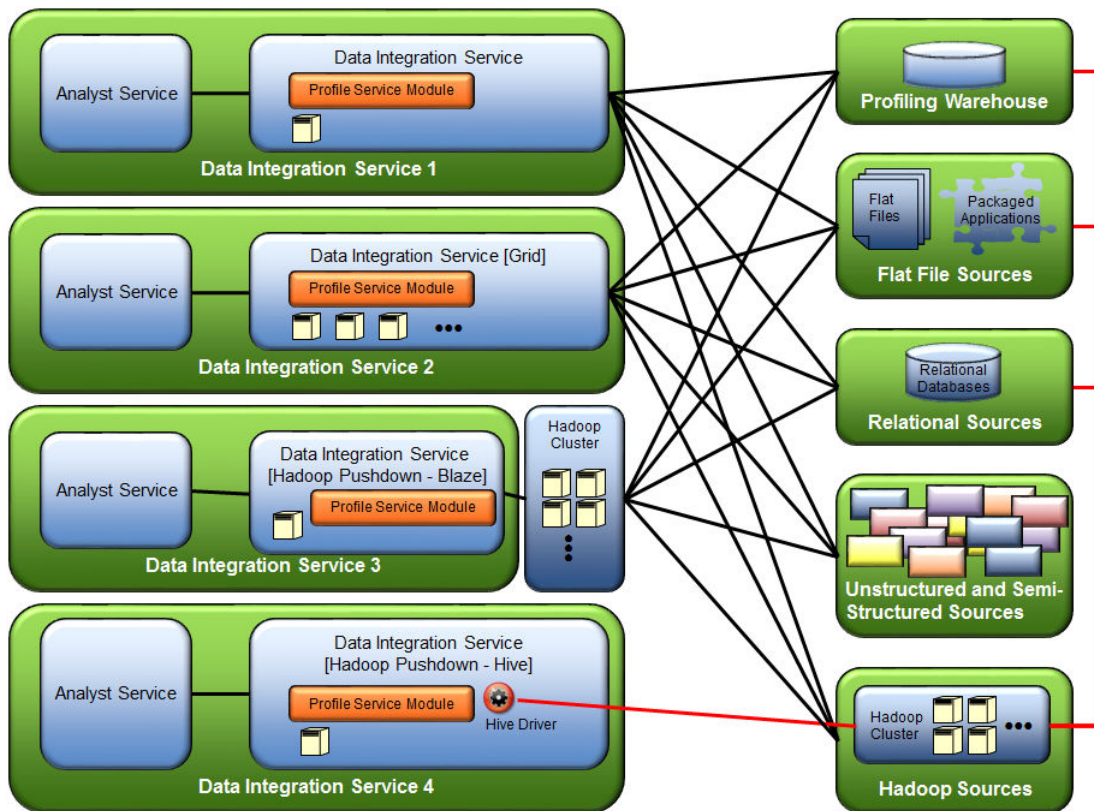 Analyst Service
Data Integration Service
Profile Service Module
Data Integration Service 1
Analyst Service
Data Integration Service [Grid]
Profile Service Module
Data Integration Service 2
Analyst Service
Data Integration Service
[Hadoop Pushdown - Blaze]
Profile Service Module
Data Integration Service 3
Hadoop
Cluster
Analyst Service
Data Integration Service
[Hadoop Pushdown - Hive]
Profile Service Module
Hive Driver
Data Integration Service 4
Profiling Warehouse
Flat
Files
Packaged
Applications
Flat File Sources
Relational
Databases
Relational Sources
Unstructured and Semi-
Structured Sources
Hadoop
Cluster
Hadoop Sources